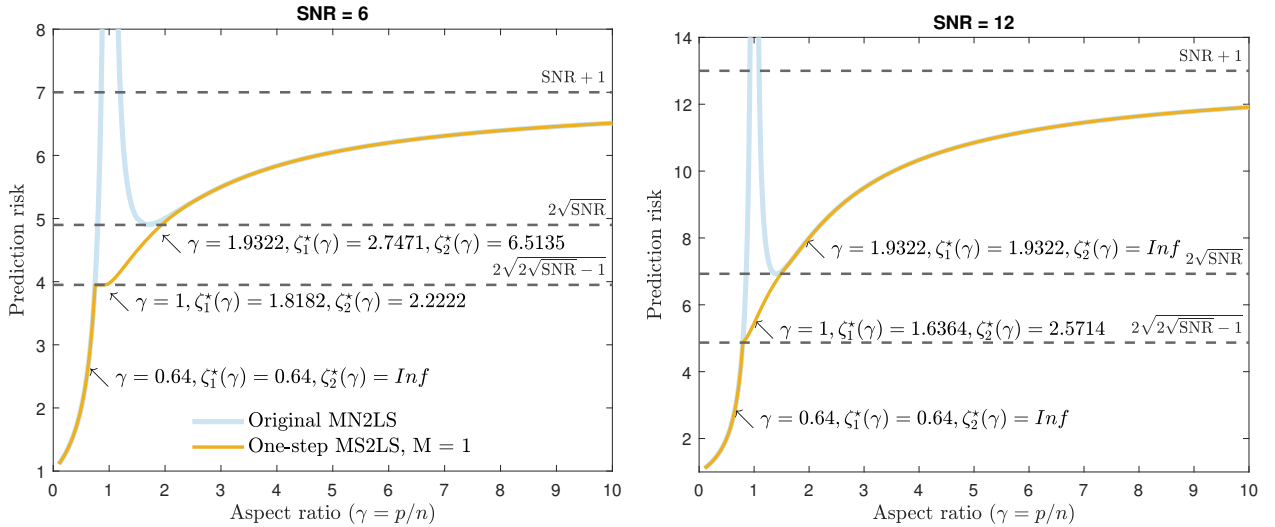 SNR = 6
8
7
6
5
4
3
2
1
0 1 2 3 4 5 6 7 8 9 10
Prediction risk
Aspect ratio (γ = p/n)
SNR + 1
2√SNR
γ = 1.9322, ζ₁⋆(γ) = 2.7471, ζ₂⋆(γ) = 6.5135
2√(2√SNR − 1)
γ = 1, ζ₁⋆(γ) = 1.8182, ζ₂⋆(γ) = 2.2222
γ = 0.64, ζ₁⋆(γ) = 0.64, ζ₂⋆(γ) = Inf
Original MN2LS
One-step MS2LS, M = 1
SNR = 12
14
12
10
8
6
4
2
0 1 2 3 4 5 6 7 8 9 10
Prediction risk
Aspect ratio (γ = p/n)
SNR + 1
γ = 1.9322, ζ₁⋆(γ) = 1.9322, ζ₂⋆(γ) = Inf
2√SNR
γ = 1, ζ₁⋆(γ) = 1.6364, ζ₂⋆(γ) = 2.5714
2√(2√SNR − 1)
γ = 0.64, ζ₁⋆(γ) = 0.64, ζ₂⋆(γ) = Inf